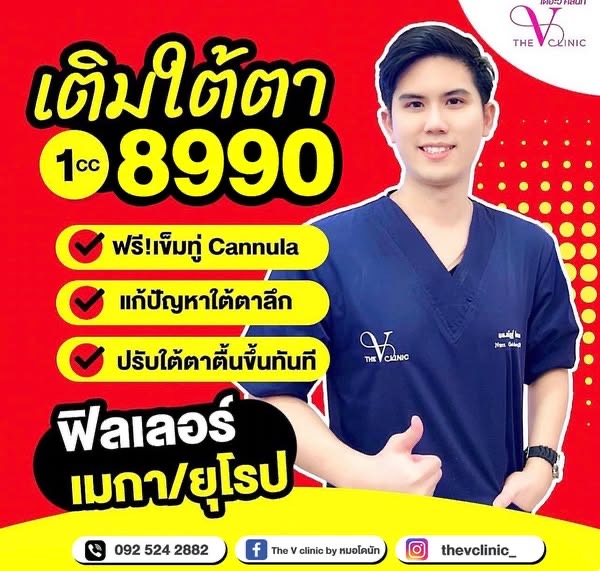 THE V CLINIC
เติมใต้ตา
1cc 8990
ฟรี!เข็มทู่ Cannula
แก้ปัญหาใต้ตาลึก
ปรับใต้ตาตื้นขึ้นทันที
THE V CLINIC
ฟิลเลอร์
เมกา/ยุโรป
092 524 2882
The V clinic by หมอโดนัท
thevclinic_